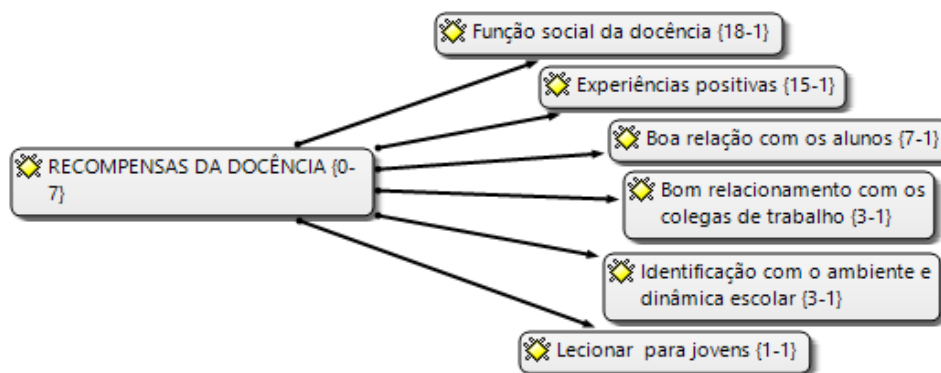 Função social da docência {18-1}
Experiências positivas {15-1}
Boa relação com os alunos {7-1}
RECOMPENSAS DA DOCÊNCIA {0-
7}
Bom relacionamento com os
colegas de trabalho {3-1}
Identificação com o ambiente e
dinâmica escolar {3-1}
Lecionar  para jovens {1-1}